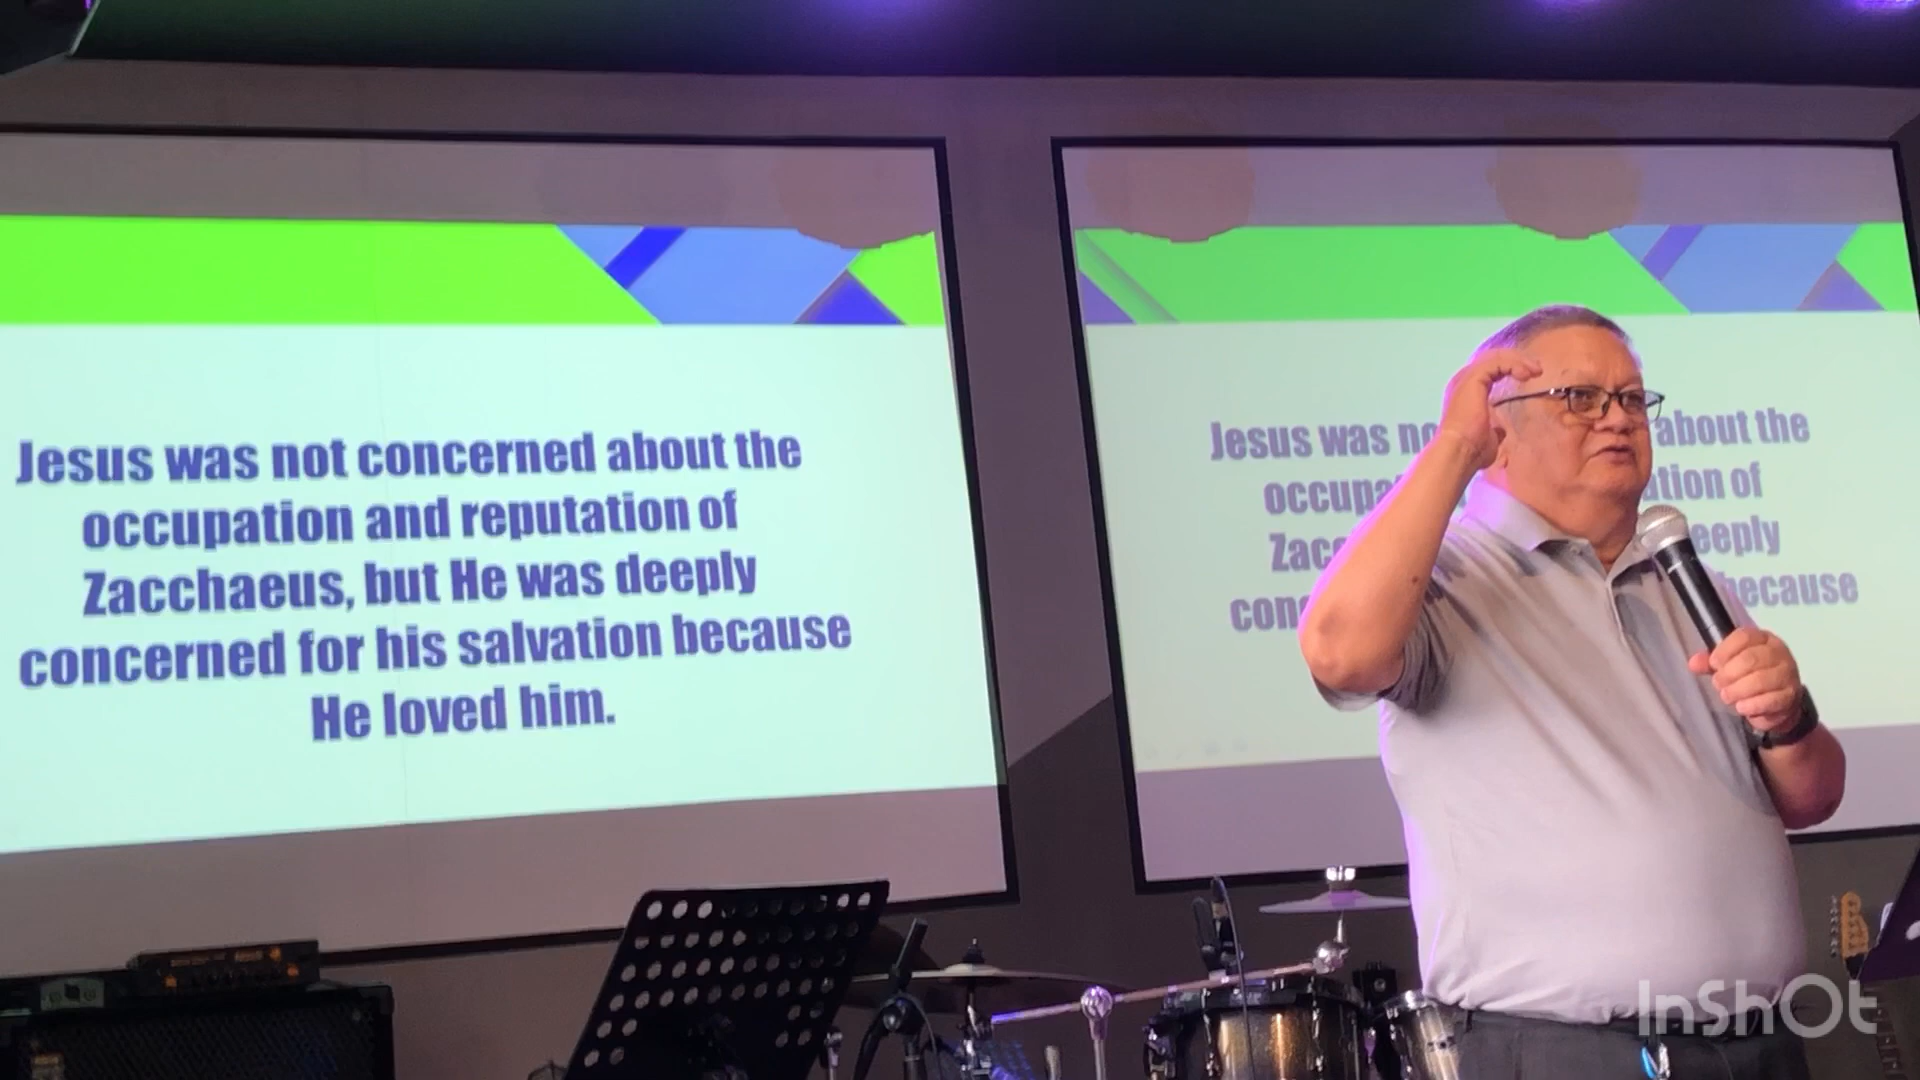 Jesus was not concerned about the
occupation and reputation of
Zacchaeus, but He was deeply
concerned for his salvation because
He loved him.
Jesus was no about the
occupa ation of
Zacc eeply
conc because
InShOt